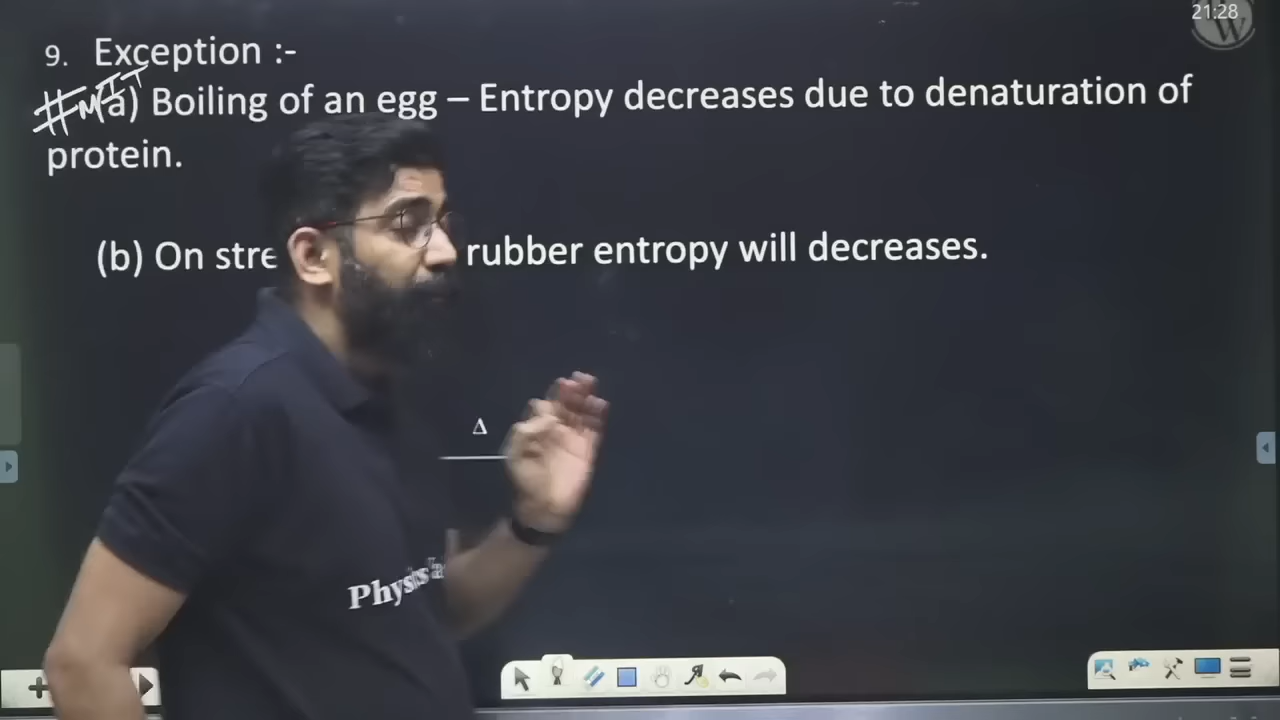 21:28
W
9. Exception :-
#MIT (a) Boiling of an egg – Entropy decreases due to denaturation of
protein.
(b) On stre rubber entropy will decreases.
Δ
Physics